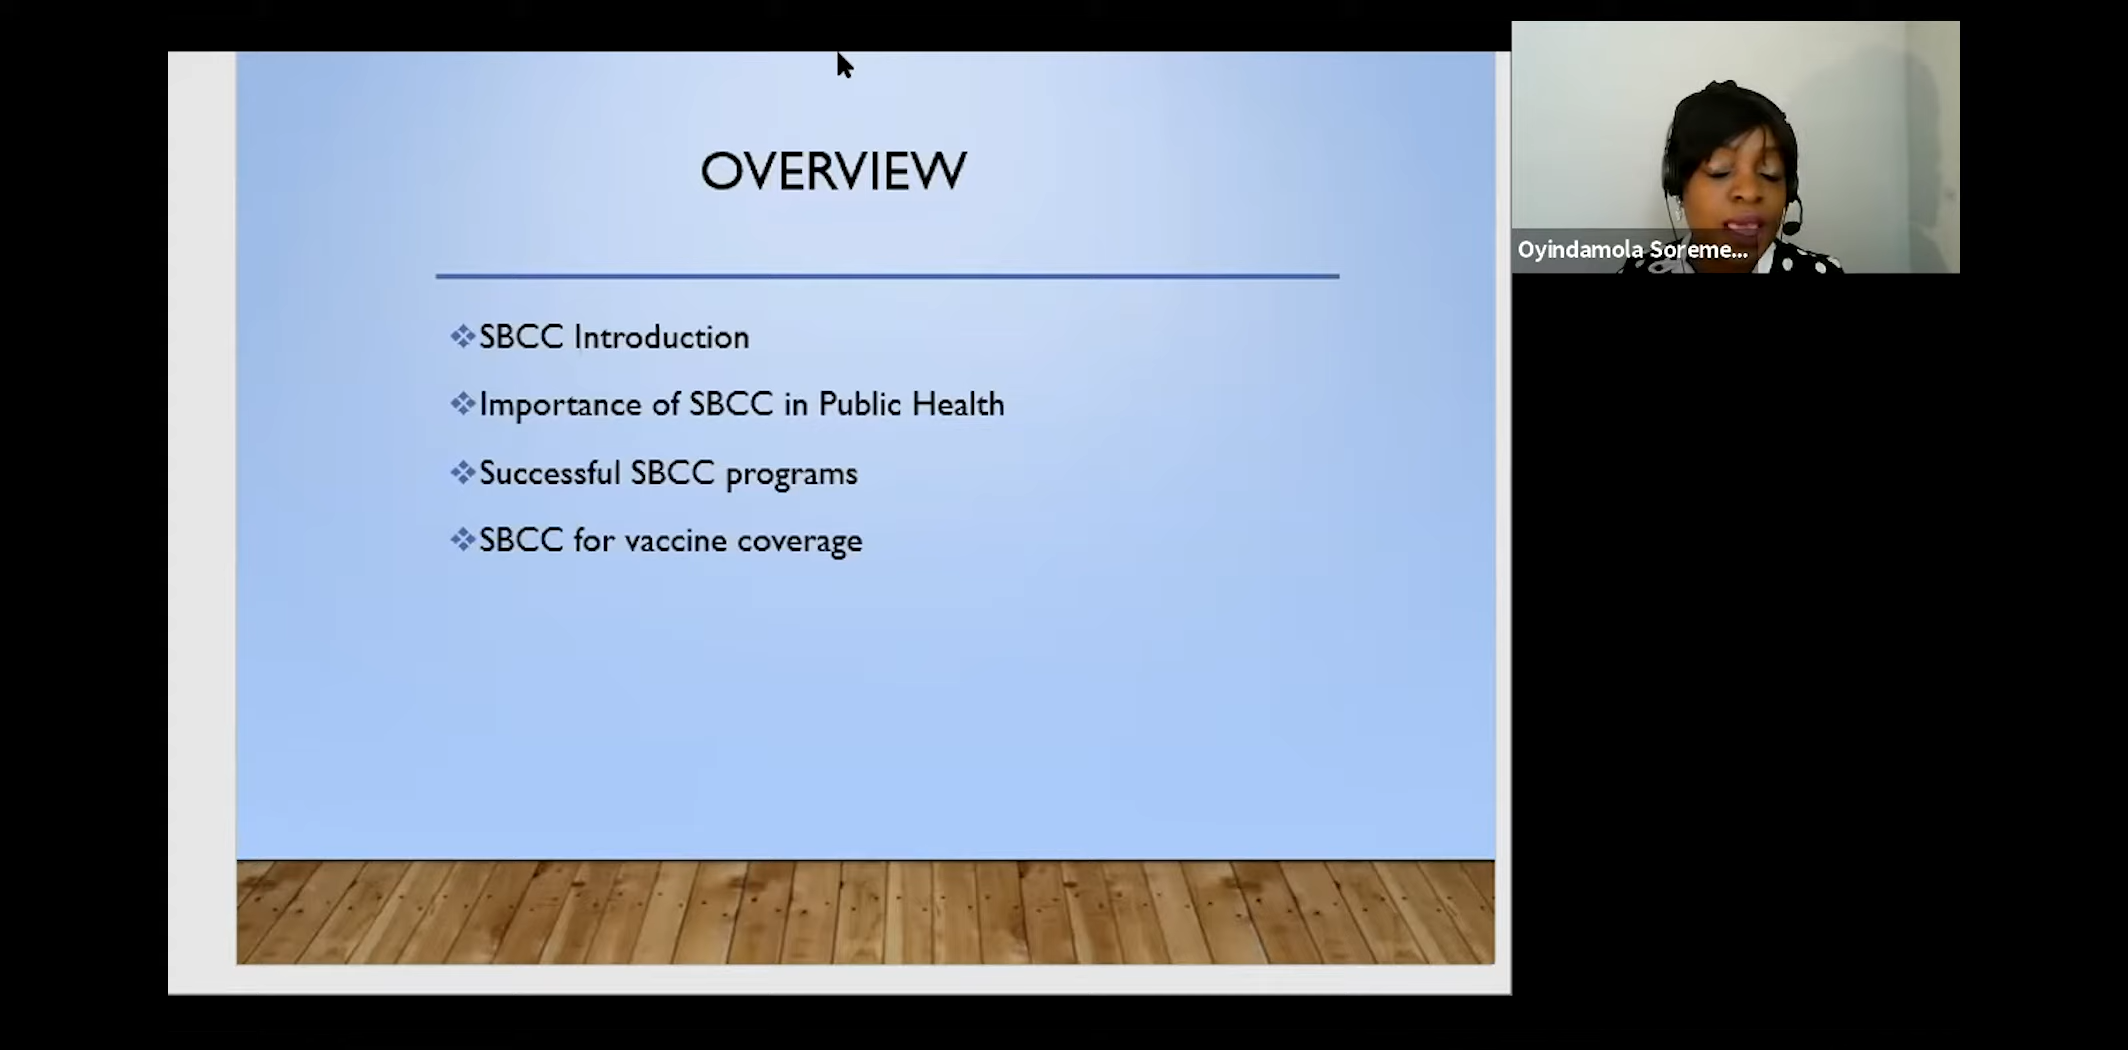 OVERVIEW
SBCC Introduction
Importance of SBCC in Public Health
Successful SBCC programs
SBCC for vaccine coverage
Oyindamola Soreme...